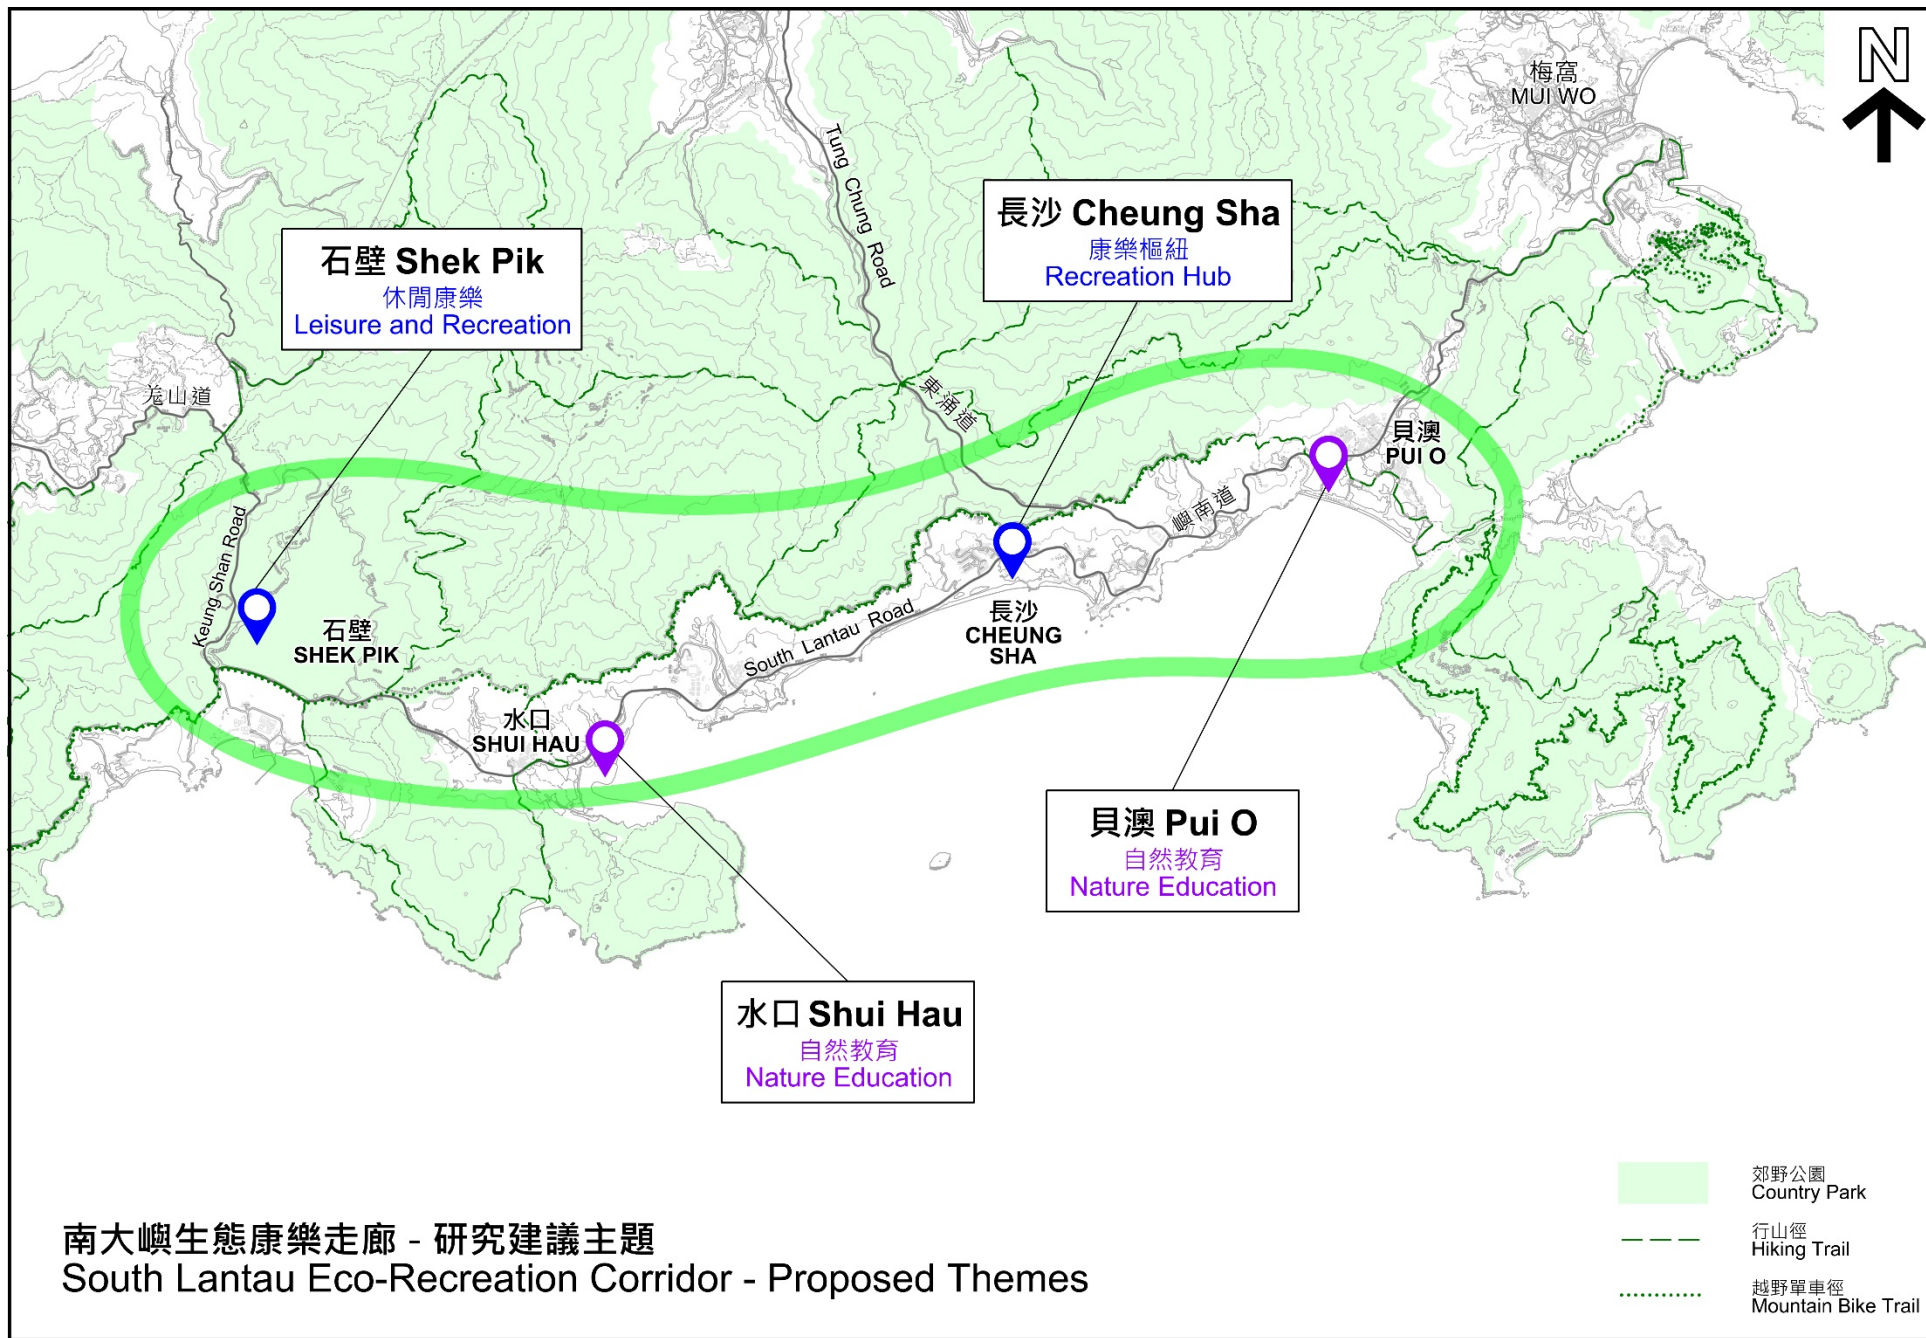 N
梅窩
MUI WO
Tung Chung Road
長沙 Cheung Sha
康樂樞紐
Recreation Hub
石壁 Shek Pik
休閒康樂
Leisure and Recreation
羗山道
東涌道
貝澳
PUI O
嶼南道
Keung Shan Road
石壁
SHEK PIK
South Lantau Road
長沙
CHEUNG
SHA
水口
SHUI HAU
貝澳 Pui O
自然教育
Nature Education
水口 Shui Hau
自然教育
Nature Education
郊野公園
Country Park
行山徑
Hiking Trail
越野單車徑
Mountain Bike Trail
南大嶼生態康樂走廊 - 研究建議主題
South Lantau Eco-Recreation Corridor - Proposed Themes